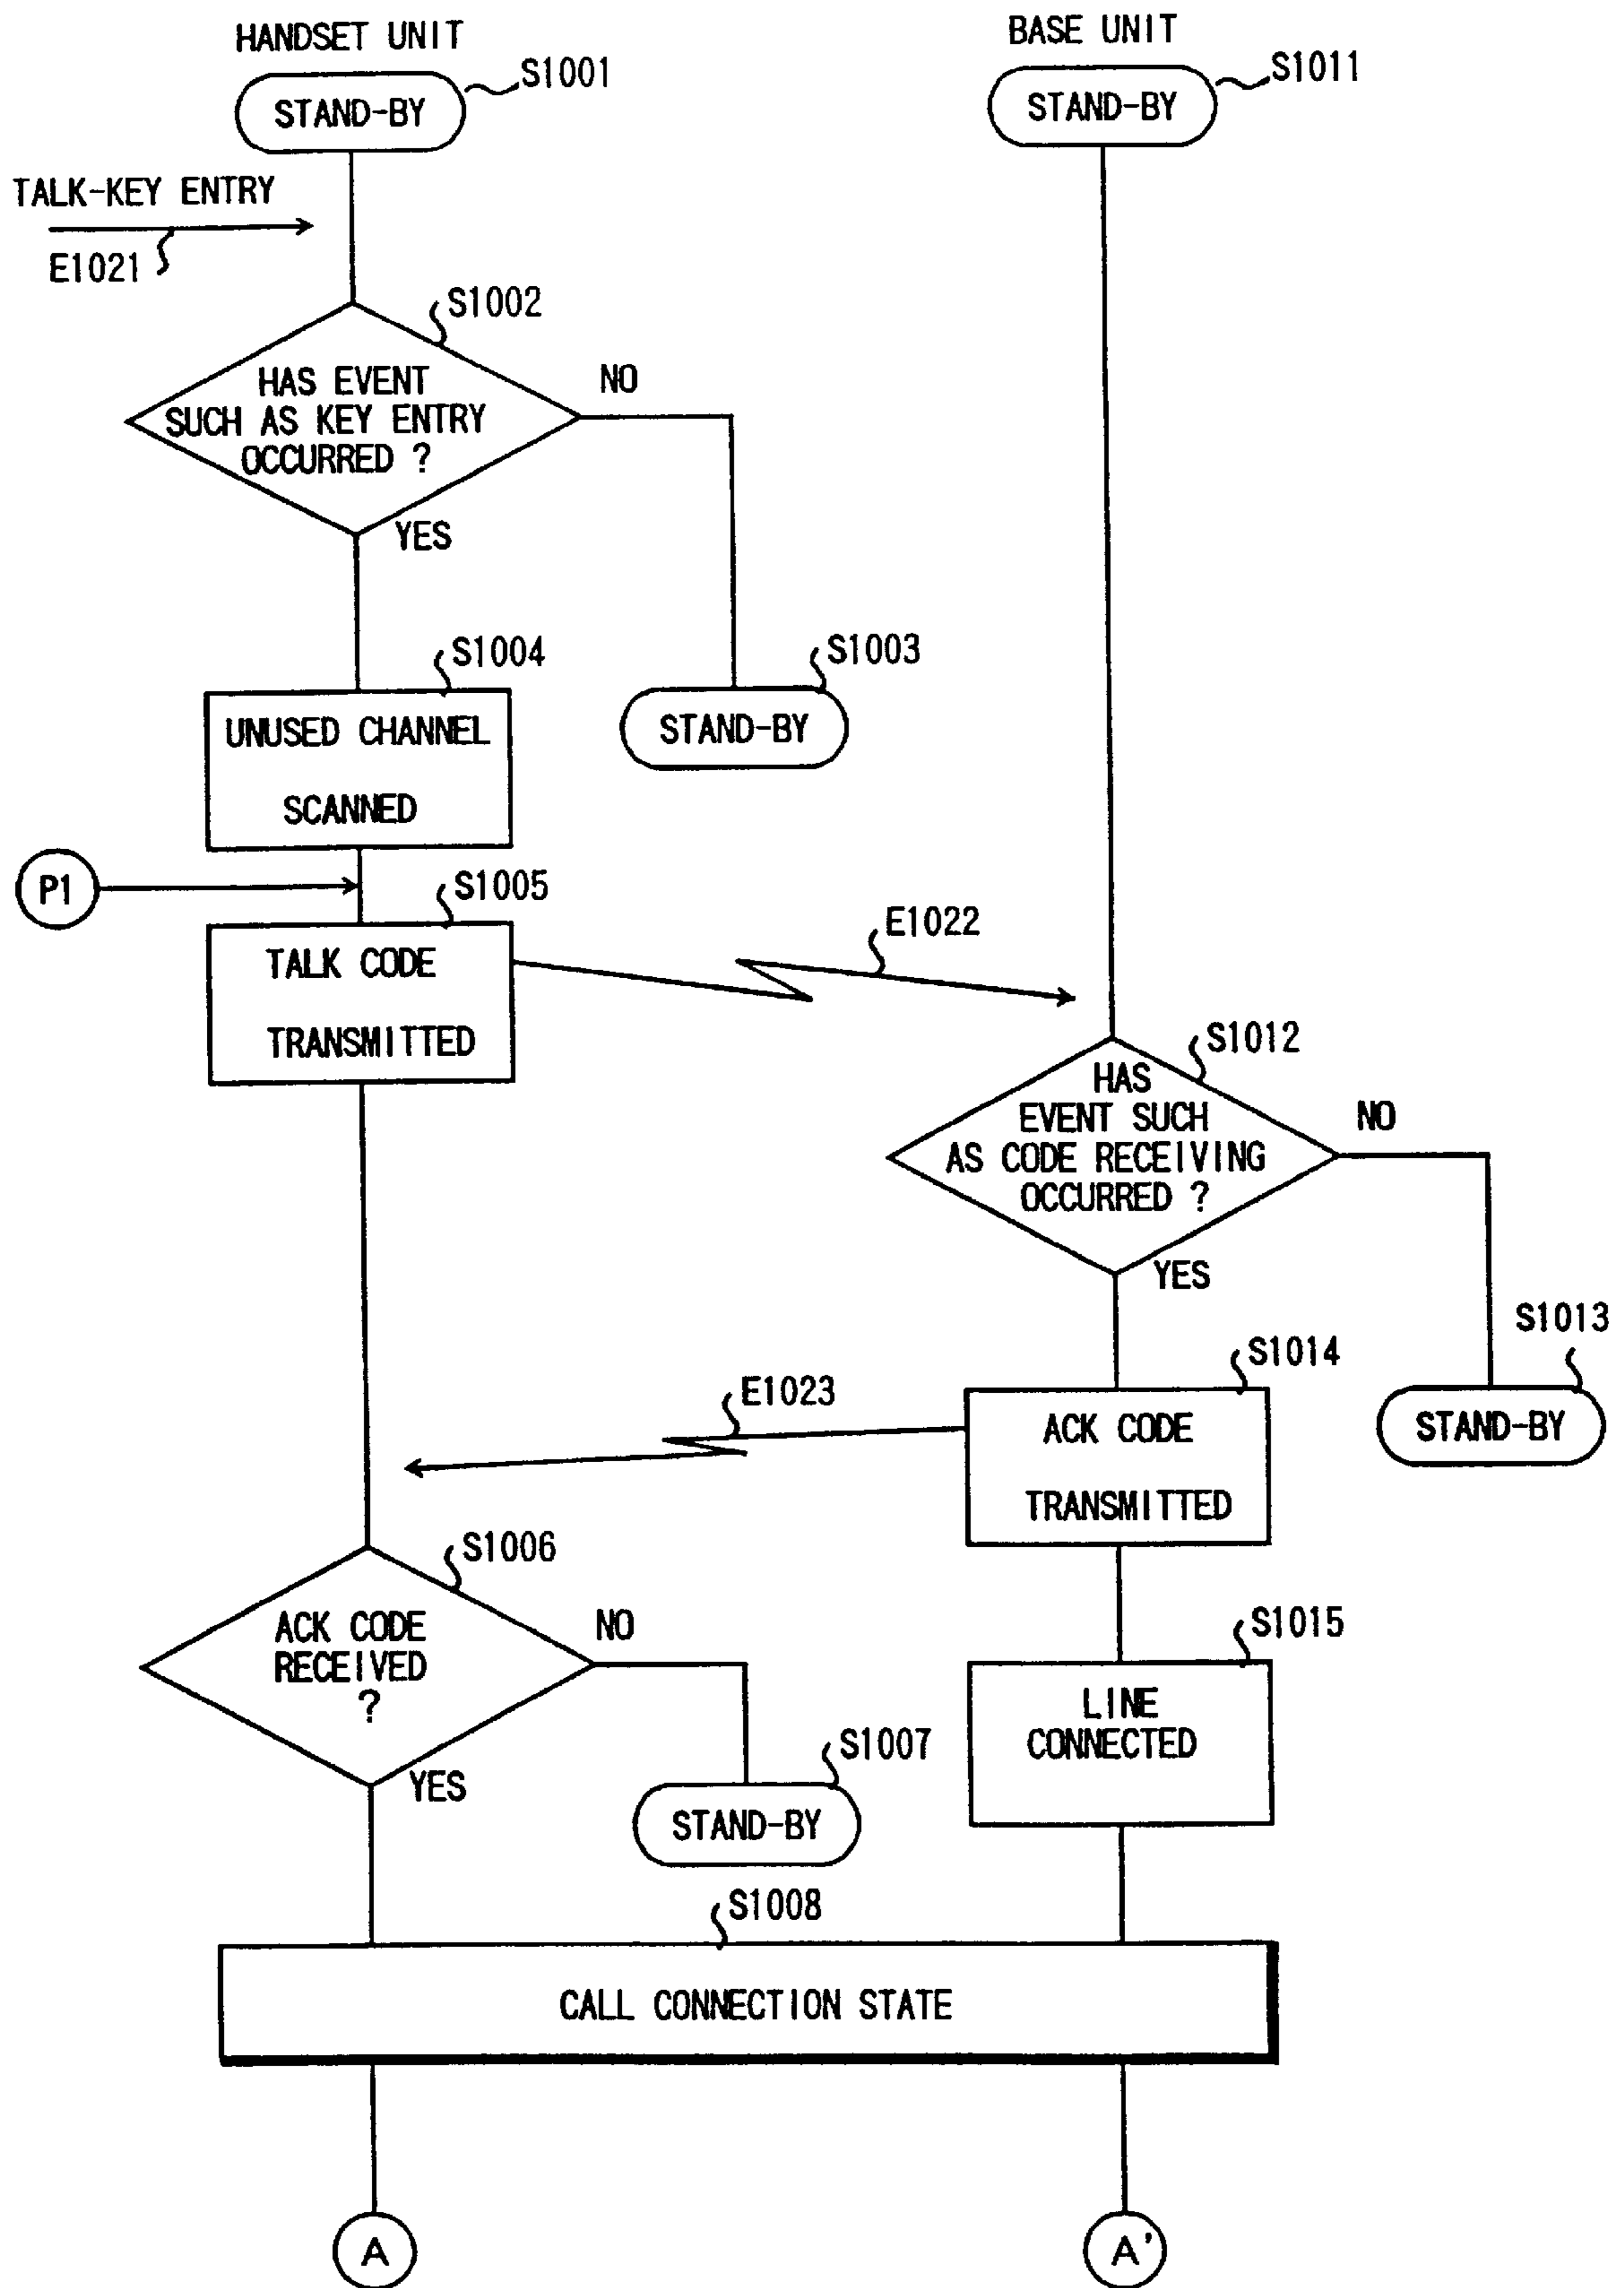 HANDSET UNIT
BASE UNIT
STAND-BY
S1001
STAND-BY
S1011
TALK-KEY ENTRY
E1021
S1002
HAS EVENT
SUCH AS KEY ENTRY
OCCURRED ?
NO
YES
S1004
S1003
UNUSED CHANNEL
SCANNED
STAND-BY
P1
S1005
TALK CODE
TRANSMITTED
E1022
S1012
HAS
EVENT SUCH
AS CODE RECEIVING
OCCURRED ?
NO
YES
S1013
STAND-BY
S1014
E1023
ACK CODE
TRANSMITTED
S1006
ACK CODE
RECEIVED
?
NO
YES
S1015
LINE
CONNECTED
S1007
STAND-BY
S1008
CALL CONNECTION STATE
A
A'